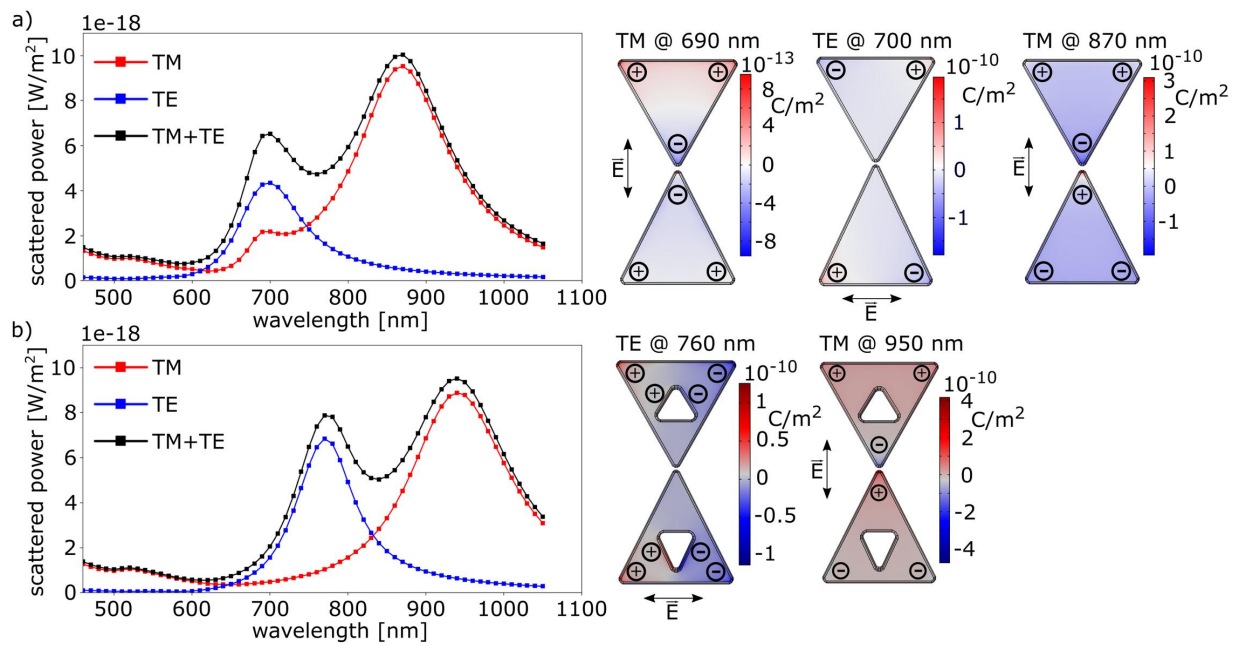 a)
1e-18
scattered power [W/m²]
10
8
6
4
2
0
TM
TE
TM+TE
500 600 700 800 900 1000 1100
wavelength [nm]
TM @ 690 nm
10⁻¹³
C/m²
8
4
0
-4
-8
E⃗
+ +
-
-
+ +
TE @ 700 nm
10⁻¹⁰
C/m²
1
0
-1
- +
+ -
E⃗
TM @ 870 nm
10⁻¹⁰
C/m²
3
2
1
0
-1
E⃗
+ +
-
+
- -
b)
1e-18
scattered power [W/m²]
10
8
6
4
2
0
TM
TE
TM+TE
500 600 700 800 900 1000 1100
wavelength [nm]
TE @ 760 nm
10⁻¹⁰
C/m²
1
0.5
0
-0.5
-1
+ -
+ -
+ -
+ -
E⃗
TM @ 950 nm
10⁻¹⁰
C/m²
4
2
0
-2
-4
E⃗
+ +
-
+
- -